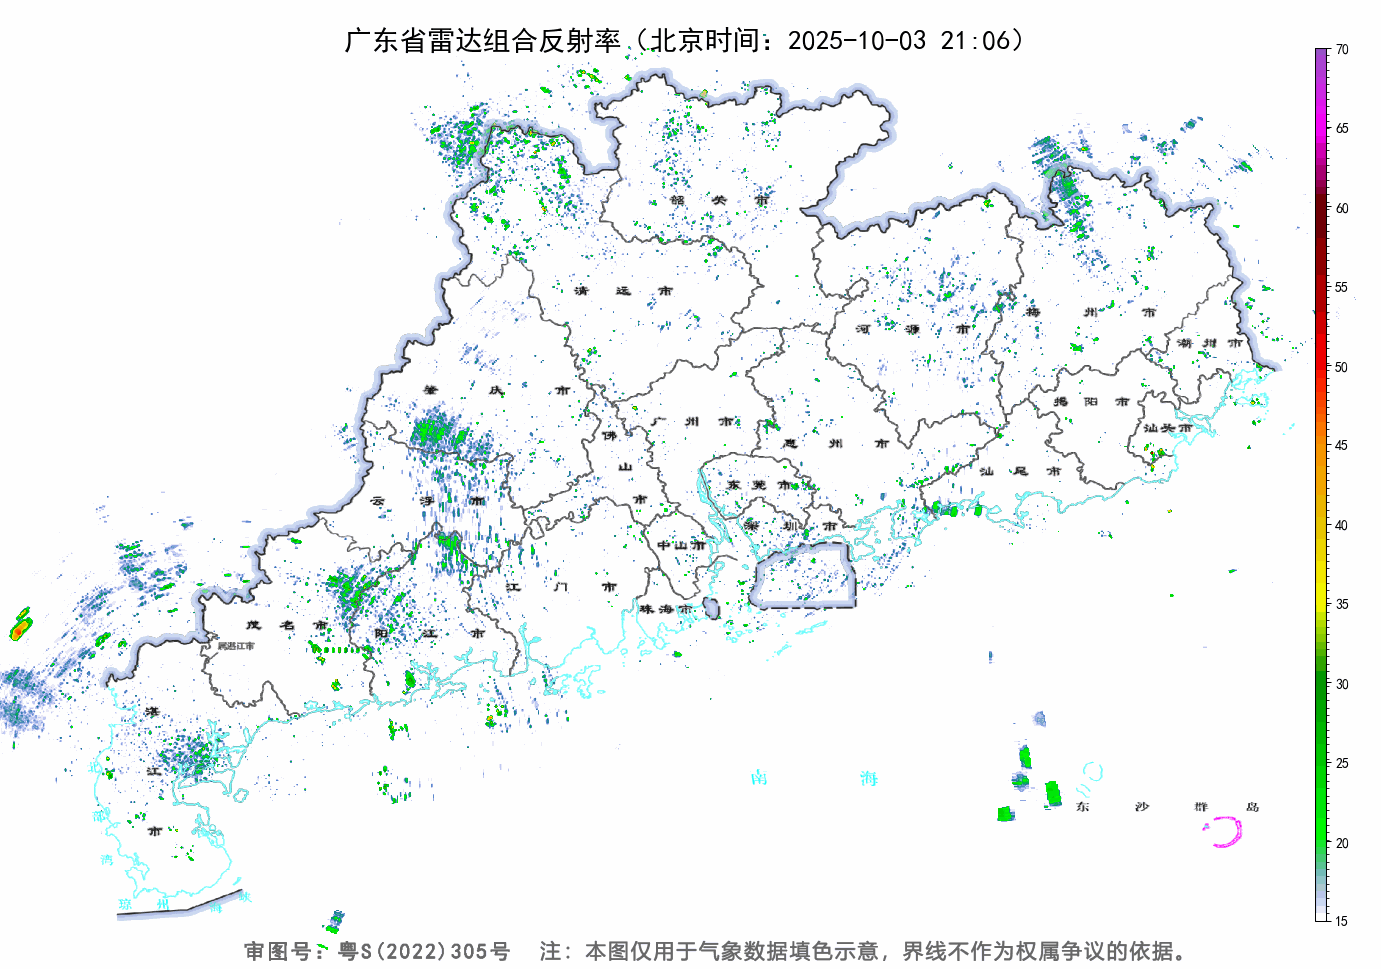 广东省雷达组合反射率（北京时间：2025-10-03 21:06）
70
65
60
55
50
45
40
35
30
25
20
15
韶关市
清远市
河源市
梅州市
潮州市
肇庆市
揭阳市
汕头市
广州市
佛山市
惠州市
汕尾市
云浮市
东莞市
深圳市
中山市
江门市
珠海市
茂名市
阳江市
属湛江市
湛江市
南海
东沙群岛
北部湾
琼州海峡
审图号：粤S(2022)305号 注：本图仅用于气象数据填色示意，界线不作为权属争议的依据。